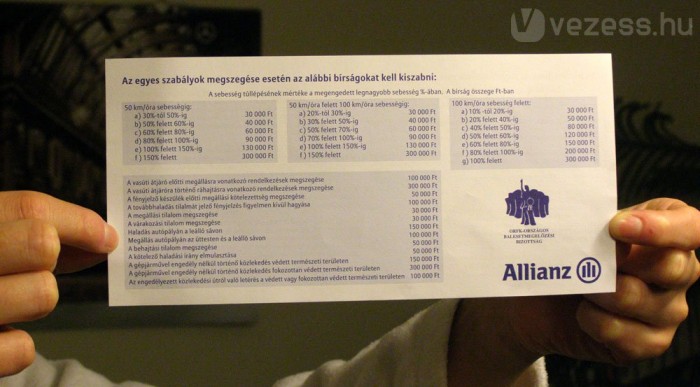 vezess.hu
Az egyes szabályok megszegése esetén az alábbi bírságokat kell kiszabni:
A sebesség túllépésének mértéke a megengedett legnagyobb sebesség %-ában. A bírság összege Ft-ban
50 km/óra sebességig:
a) 30%-tól 50%-ig 30 000 Ft
b) 50% felett 60%-ig 40 000 Ft
c) 60% felett 80%-ig 60 000 Ft
d) 80% felett 100%-ig 90 000 Ft
e) 100% felett 150%-ig 130 000 Ft
f) 150% felett 300 000 Ft
50 km/óra felett 100 km/óra sebességig:
a) 20%-tól 30%-ig 30 000 Ft
b) 30% felett 50%-ig 40 000 Ft
c) 50% felett 70%-ig 60 000 Ft
d) 70% felett 100%-ig 90 000 Ft
e) 100% felett 150%-ig 130 000 Ft
f) 150% felett 300 000 Ft
100 km/óra sebesség felett:
a) 10% -tól 20%-ig 30 000 Ft
b) 20% felett 40%-ig 50 000 Ft
c) 40% felett 50%-ig 80 000 Ft
d) 50% felett 60%-ig 120 000 Ft
e) 60% felett 80%-ig 150 000 Ft
f) 80% felett 100%-ig 200 000 Ft
g) 100% felett 300 000 Ft
A vasúti átjáró előtti megállásra vonatkozó rendelkezések megszegése 100 000 Ft
A vasúti átjáróra történő ráhajtásra vonatkozó rendelkezések megszegése 300 000 Ft
A fényjelző készülék előtti megállási kötelezettség megszegése 50 000 Ft
A továbbhaladás tilalmát jelző fényjelzés figyelmen kívül hagyása 100 000 Ft
A megállási tilalom megszegése 30 000 Ft
A várakozási tilalom megszegése 30 000 Ft
Haladás autópályán a leálló sávon 150 000 Ft
Megállás autópályán az úttesten és a leálló sávon 100 000 Ft
A behajtási tilalom megszegése 50 000 Ft
A kötelező haladási irány elmulasztása 50 000 Ft
A gépjárművel engedély nélkül történő közlekedés védett természeti területen 150 000 Ft
A gépjárművel engedély nélkül történő közlekedés fokozottan védett természeti területen 300 000 Ft
Az engedélyezett közlekedési útról való letérés a védett vagy fokozottan védett természeti területen 100 000 Ft
ORFK-ORSZÁGOS
BALESETMEGELŐZÉSI
BIZOTTSÁG
Allianz